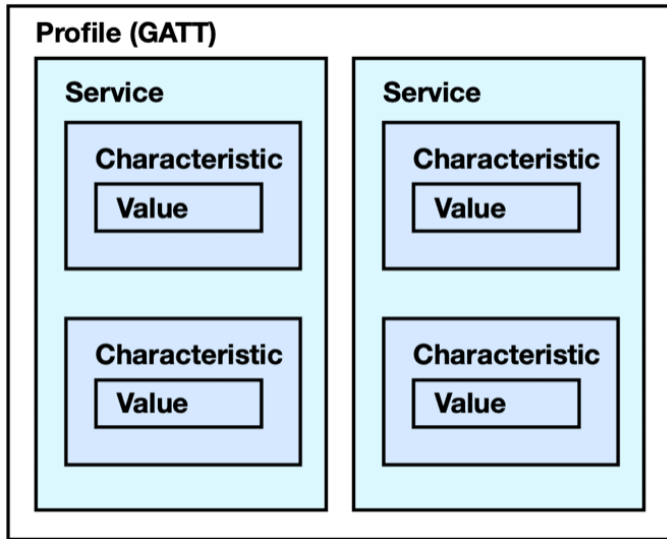 Profile (GATT)
Service
Characteristic
Value
Characteristic
Value
Service
Characteristic
Value
Characteristic
Value